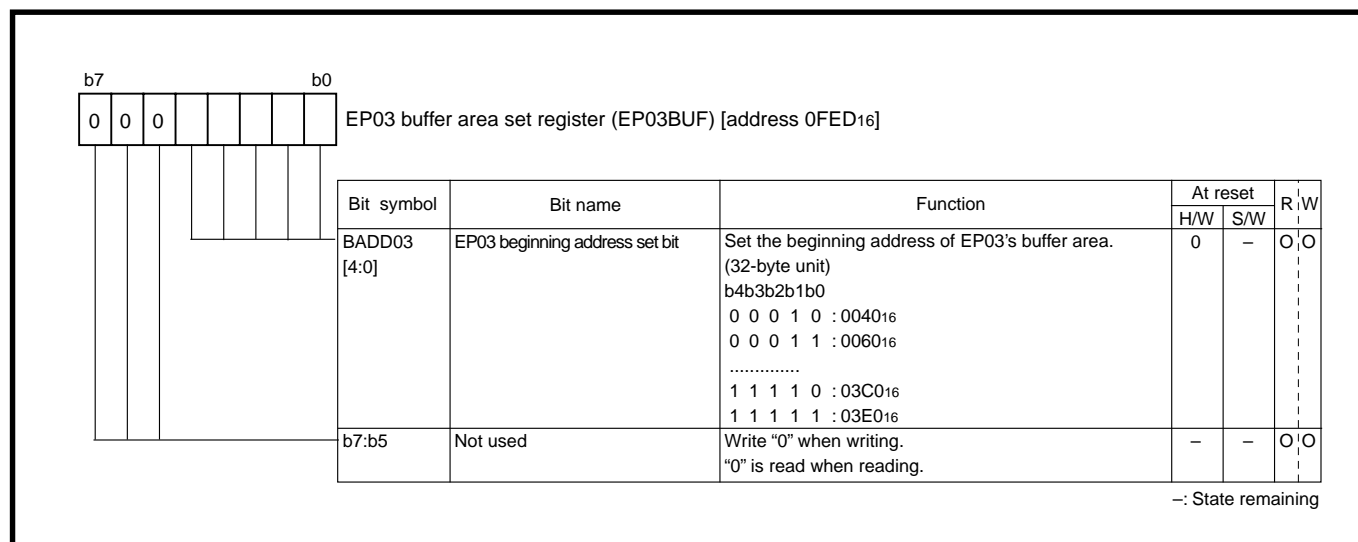 b7 b0
0 0 0 EP03 buffer area set register (EP03BUF) [address 0FED16]
Bit symbol Bit name Function At reset R W
H/W S/W
BADD03 EP03 beginning address set bit Set the beginning address of EP03's buffer area. 0 – O O
[4:0] (32-byte unit)
b4b3b2b1b0
0 0 0 1 0 : 004016
0 0 0 1 1 : 006016
..............
1 1 1 1 0 : 03C016
1 1 1 1 1 : 03E016
b7:b5 Not used Write “0” when writing. – – O O
“0” is read when reading.
–: State remaining